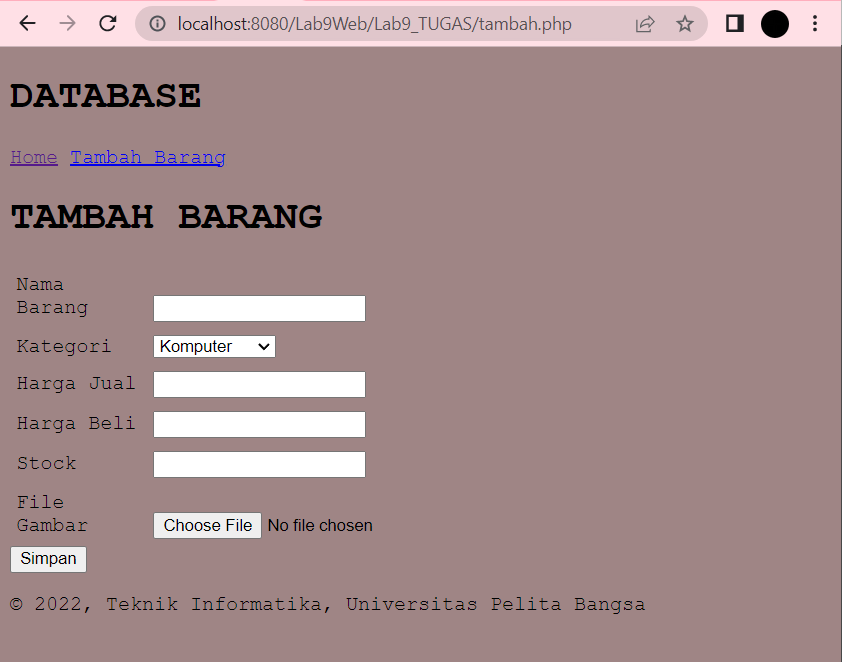 localhost:8080/Lab9Web/Lab9_TUGAS/tambah.php
DATABASE
Home Tambah Barang
TAMBAH BARANG
Nama
Barang
Kategori Komputer
Harga Jual
Harga Beli
Stock
File
Gambar Choose File No file chosen
Simpan
© 2022, Teknik Informatika, Universitas Pelita Bangsa